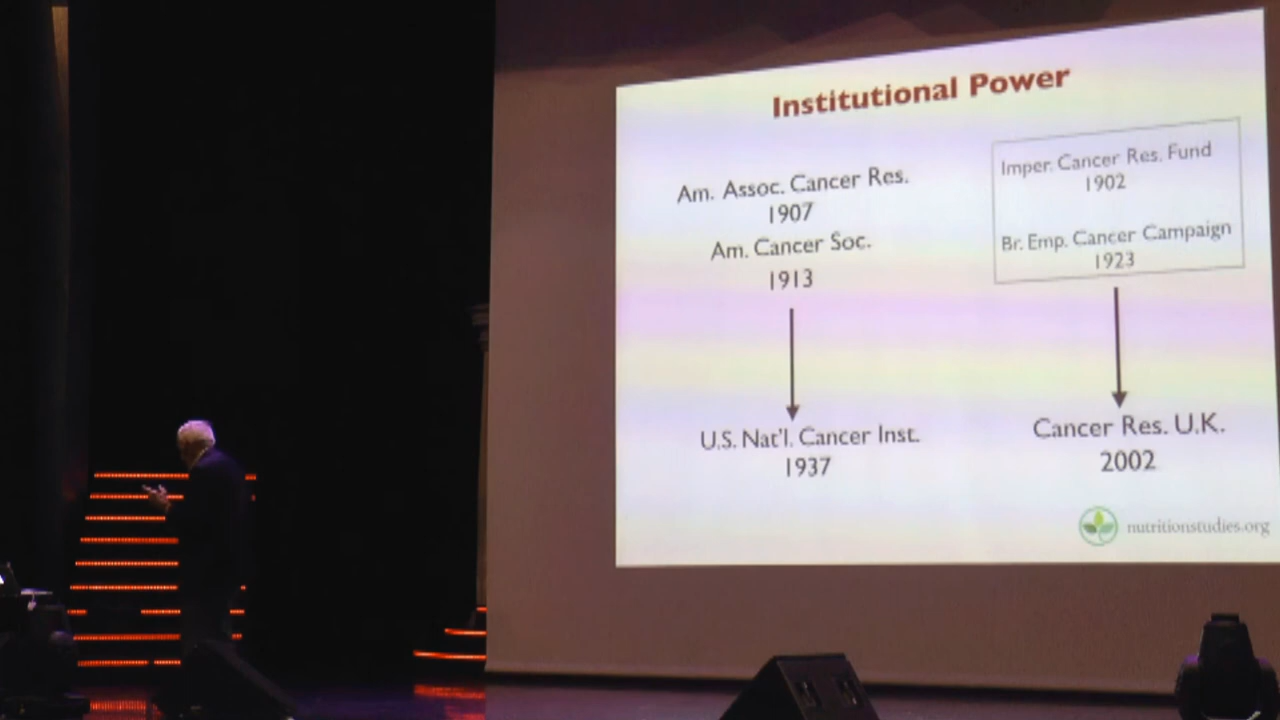 Institutional Power
Am. Assoc. Cancer Res.
1907
Am. Cancer Soc.
1913
U.S. Nat'l. Cancer Inst.
1937
Imper. Cancer Res. Fund
1902
Br. Emp. Cancer Campaign
1923
Cancer Res. U.K.
2002
nutritionstudies.org